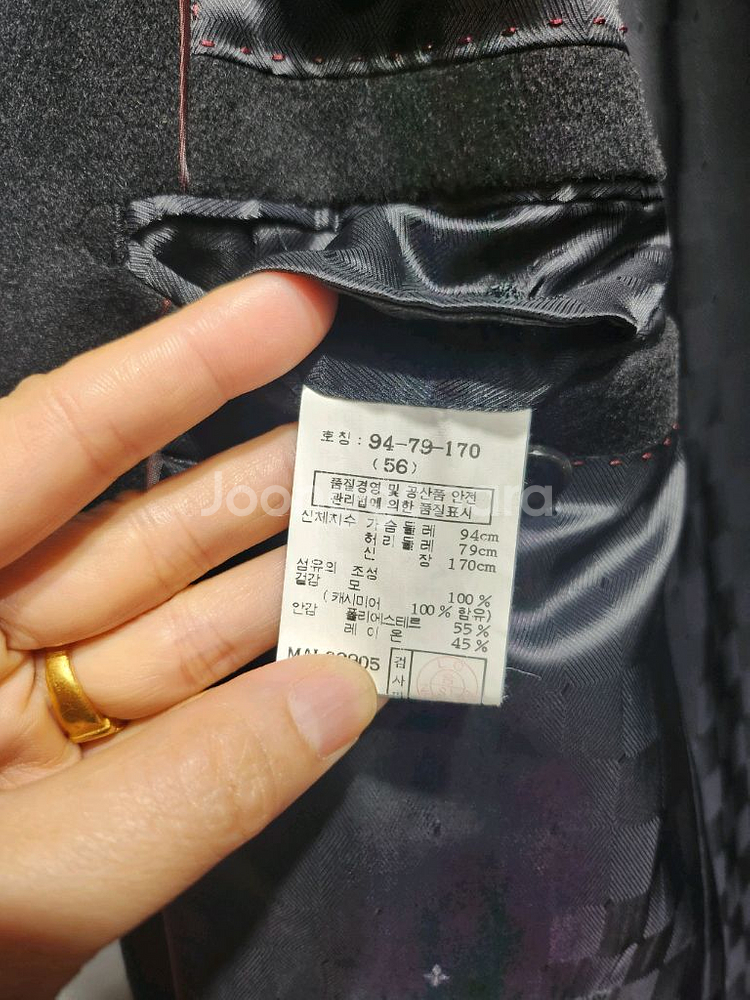 호칭 : 94-79-170
(56)
품질경영 및 공산품 안전
관리법에 의한 품질표시
신체치수 가슴둘레 94cm
허리둘레 79cm
신 장 170cm
섬유의 조성
겉감 모 100%
(캐시미어 100% 함유)
안감 폴리에스테르 55%
레이온 45%
검
사